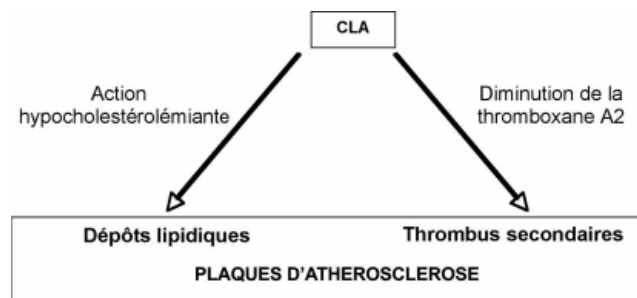 CLA
Action
hypocholestérolémiante
Diminution de la
thromboxane A2
Dépôts lipidiques
Thrombus secondaires
PLAQUES D'ATHEROSCLEROSE